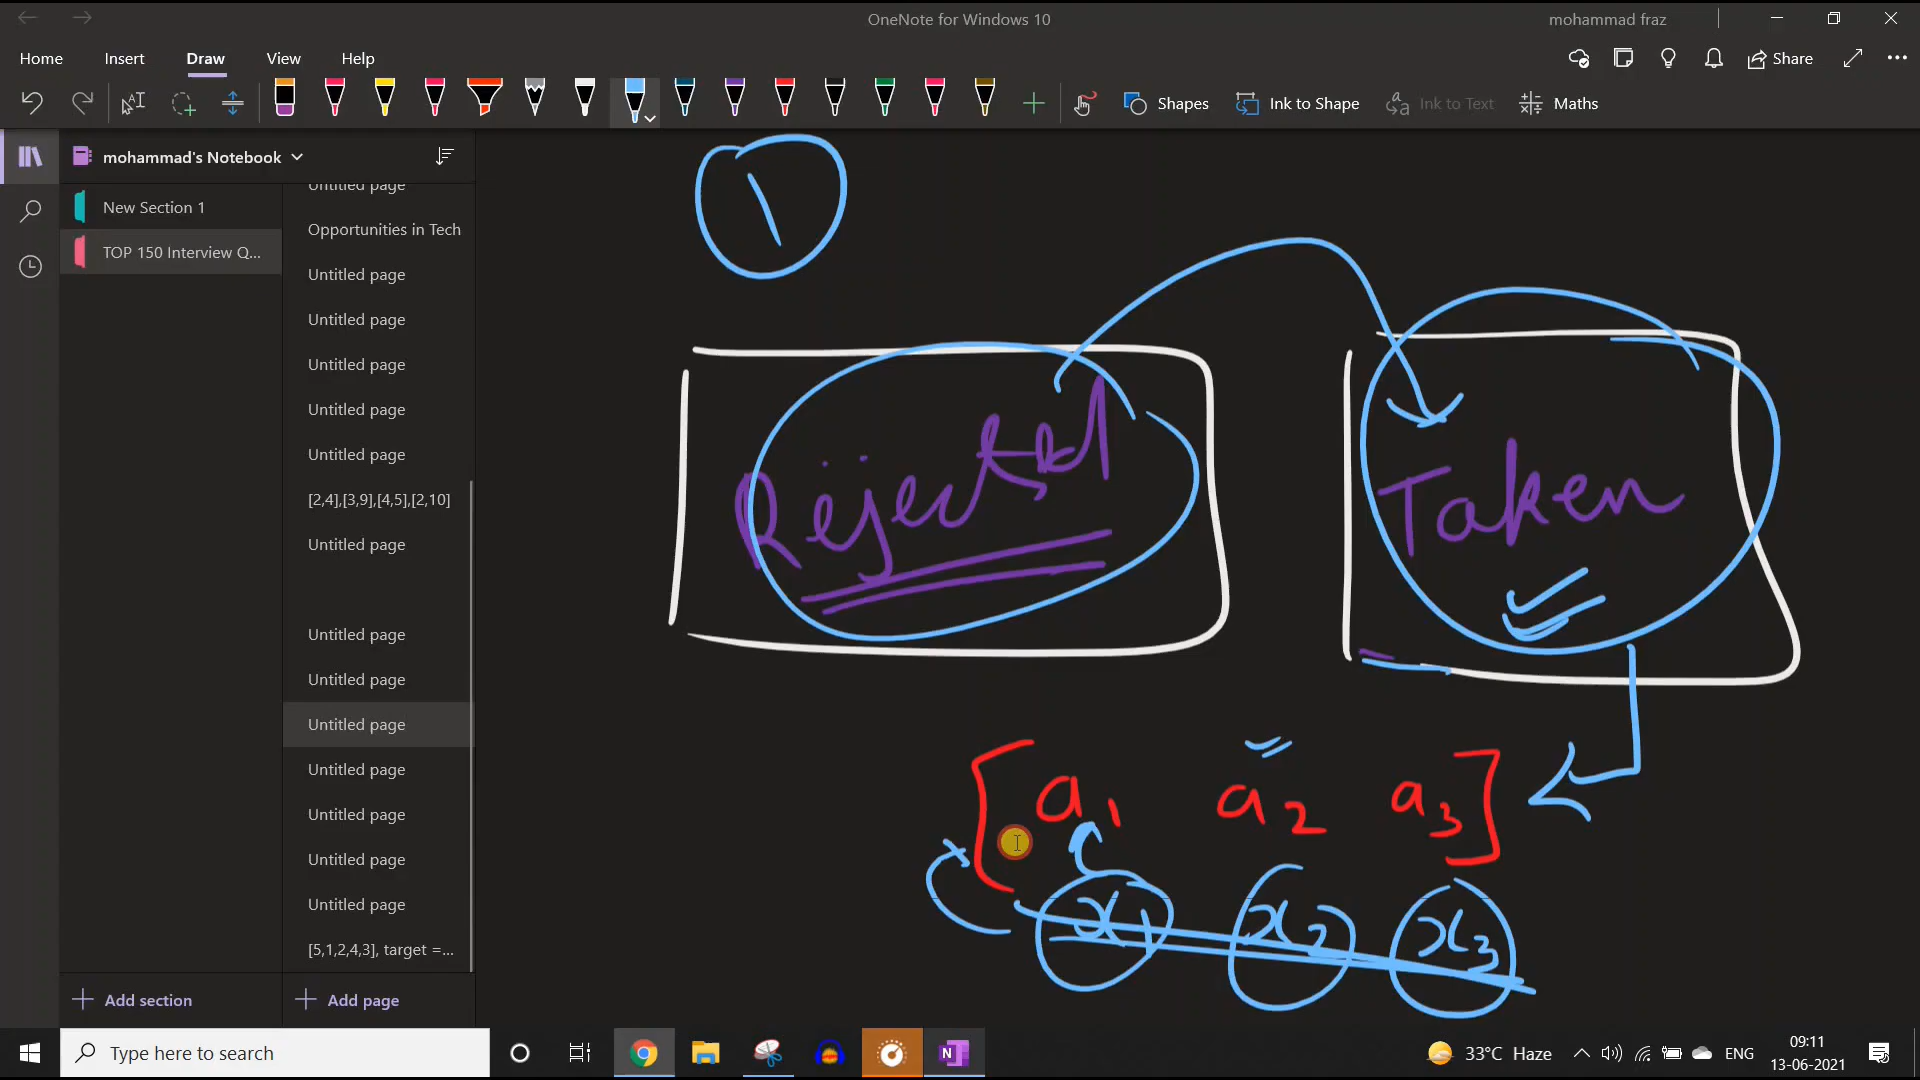 OneNote for Windows 10
mohammad fraz
Home
Insert
Draw
View
Help
Share
Shapes
Ink to Shape
Ink to Text
Maths
mohammad's Notebook
New Section 1
TOP 150 Interview Q...
Untitled page
Opportunities in Tech
Untitled page
Untitled page
Untitled page
Untitled page
Untitled page
[2,4],[3,9],[4,5],[2,10]
Untitled page
Untitled page
Untitled page
Untitled page
Untitled page
Untitled page
Untitled page
Untitled page
[5,1,2,4,3], target =...
Add section
Add page
1
Rejected
Taken
[a1 a2 a3]
x1 x2 x3
Type here to search
33°C Haze
ENG
09:11
13-06-2021